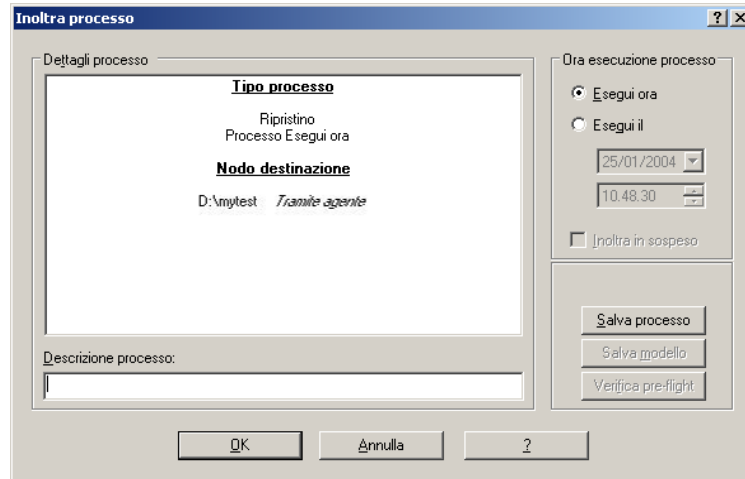 Inoltra processo
Dettagli processo
Tipo processo
Ripristino
Processo Esegui ora
Nodo destinazione
D:\mytest Tramite agente
Descrizione processo:
Ora esecuzione processo
Esegui ora
Esegui il
25/01/2004
10.48.30
Inoltra in sospeso
Salva processo
Salva modello
Verifica pre-flight
OK
Annulla
?